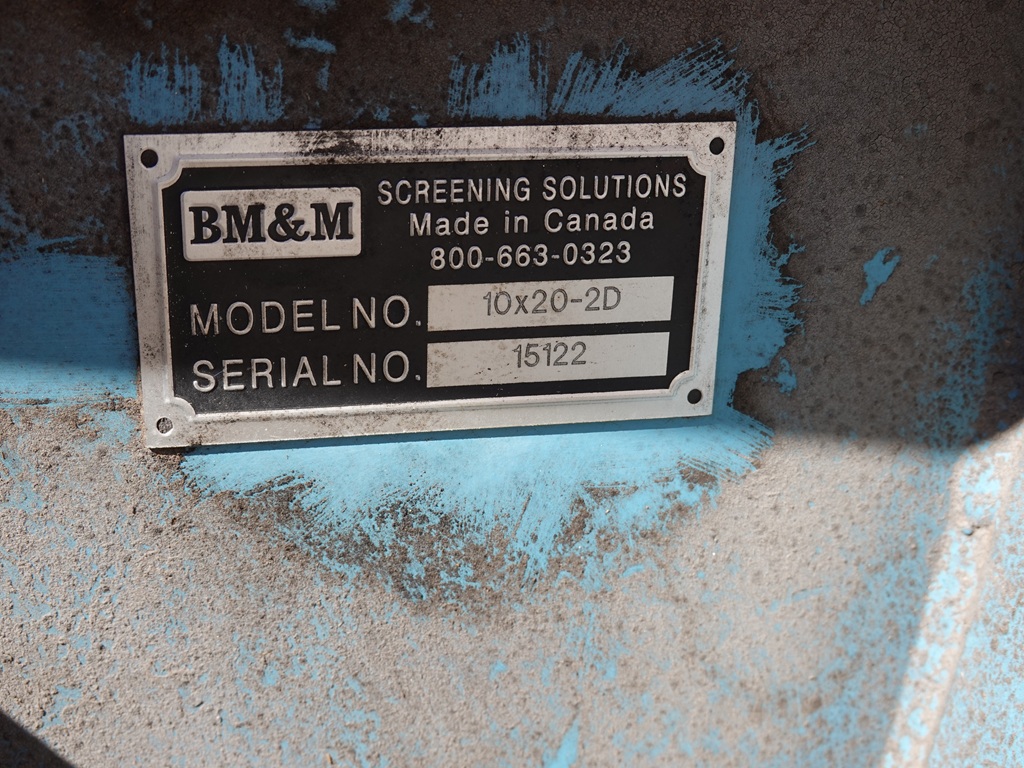 BM&M
SCREENING SOLUTIONS
Made in Canada
800-663-0323
MODEL NO. 10x20-2D
SERIAL NO. 15122